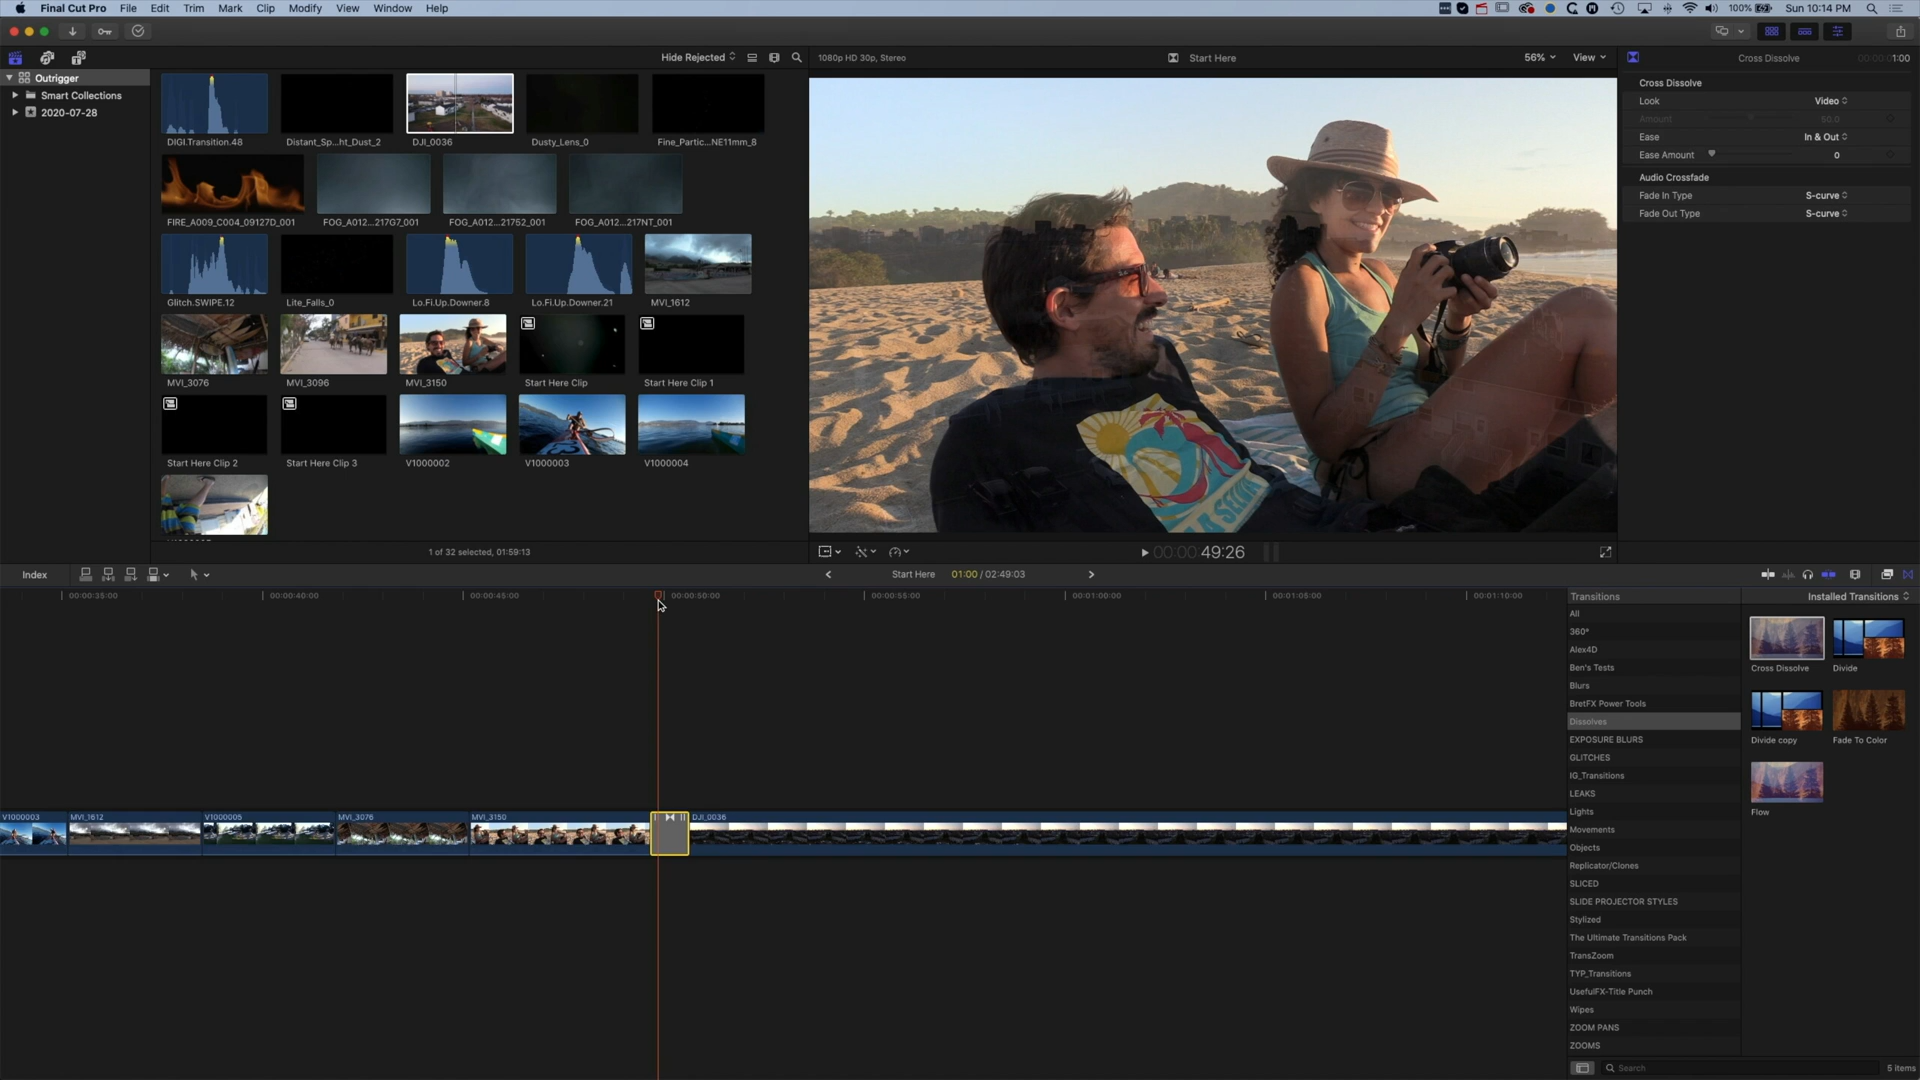 Final Cut Pro File Edit Trim Mark Clip Modify View Window Help
100% Sun 10:14 PM
Hide Rejected
1080p HD 30p, Stereo
Start Here
56% View
Cross Dissolve
00:00:01:00
Outrigger
Smart Collections
2020-07-28
DIGI.Transition.48
Distant_Sp...ht_Dust_2
DJI_0036
Dusty_Lens_0
Fine_Partic...NE11mm_8
FIRE_A009_C004_09127D_001
FOG_A012...217G7_001
FOG_A012...21752_001
FOG_A012...217NT_001
Glitch.SWIPE.12
Lite_Falls_0
Lo.Fi.Up.Downer.8
Lo.Fi.Up.Downer.21
MVI_1612
MVI_3076
MVI_3096
MVI_3150
Start Here Clip
Start Here Clip 1
Start Here Clip 2
Start Here Clip 3
V1000002
V1000003
V1000004
1 of 32 selected, 01:59:13
LA SELVA
00:00:49:26
Cross Dissolve
Look Video
Amount 50.0
Ease In & Out
Ease Amount 0
Audio Crossfade
Fade In Type S-curve
Fade Out Type S-curve
Index
Start Here 01:00 / 02:49:03
00:00:35:00
00:00:40:00
00:00:45:00
00:00:50:00
00:00:55:00
00:01:00:00
00:01:05:00
00:01:10:00
V1000003
MVI_1612
V1000005
MVI_3076
MVI_3150
DJI_0036
Transitions
Installed Transitions
All
360°
Alex4D
Ben's Tests
Blurs
BretFX Power Tools
Dissolves
EXPOSURE BLURS
GLITCHES
IG_Transitions
LEAKS
Lights
Movements
Objects
Replicator/Clones
SLICED
SLIDE PROJECTOR STYLES
Stylized
The Ultimate Transitions Pack
TransZoom
TYP_Transitions
UsefulFX-Title Punch
Wipes
ZOOM PANS
ZOOMS
Cross Dissolve
Divide
Divide copy
Fade To Color
Flow
Search
5 items